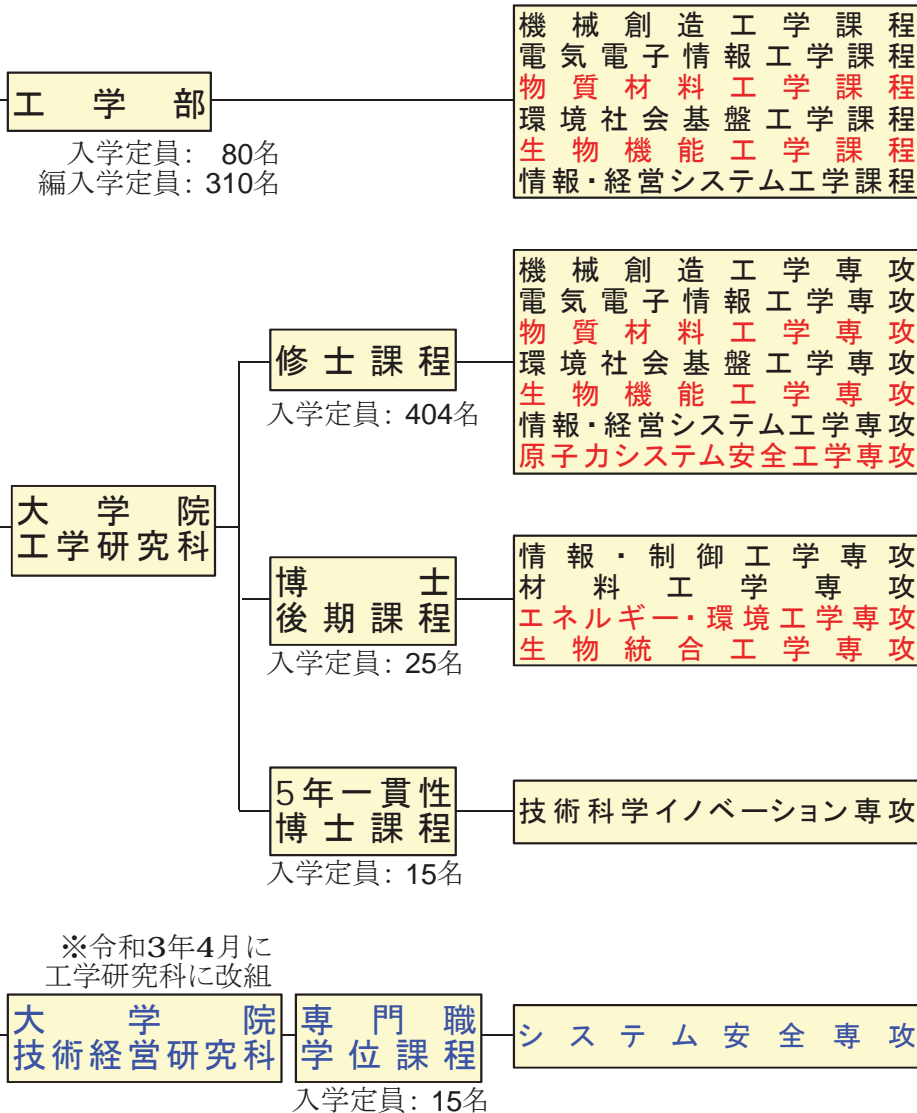 工学部
入学定員： 80名
編入学定員：310名
機械創造工学課程
電気電子情報工学課程
物質材料工学課程
環境社会基盤工学課程
生物機能工学課程
情報・経営システム工学課程
大学院
工学研究科
修士課程
入学定員：404名
機械創造工学専攻
電気電子情報工学専攻
物質材料工学専攻
環境社会基盤工学専攻
生物機能工学専攻
情報・経営システム工学専攻
原子力システム安全工学専攻
博士
後期課程
入学定員：25名
情報・制御工学専攻
材料工学専攻
エネルギー・環境工学専攻
生物統合工学専攻
5年一貫性
博士課程
入学定員：15名
技術科学イノベーション専攻
※令和3年4月に
工学研究科に改組
大学院
技術経営研究科
専門職
学位課程
入学定員：15名
システム安全専攻